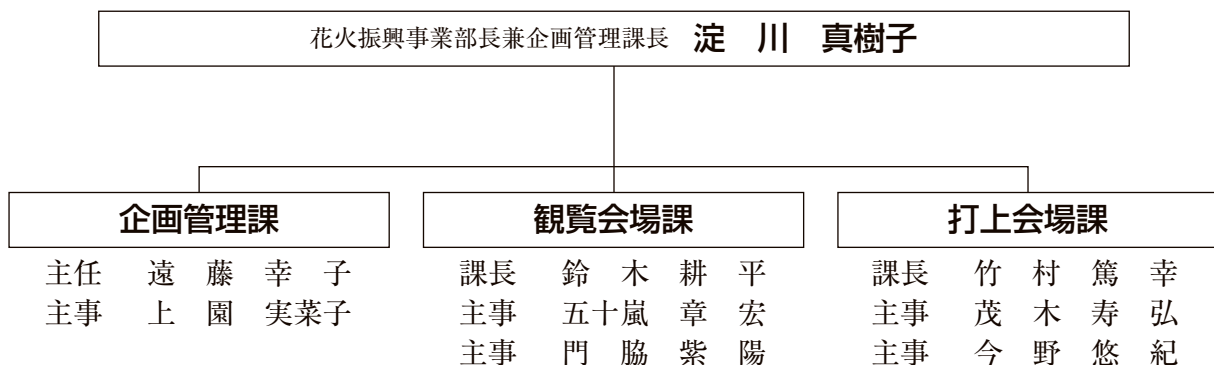 花火振興事業部長兼企画管理課長 淀川 真樹子
企画管理課
主任 遠藤幸子
主事 上園 実菜子
観覧会場課
課長 鈴木耕平
主事 五十嵐章宏
主事 門脇紫陽
打上会場課
課長 竹村篤幸
主事 茂木寿弘
主事 今野悠紀